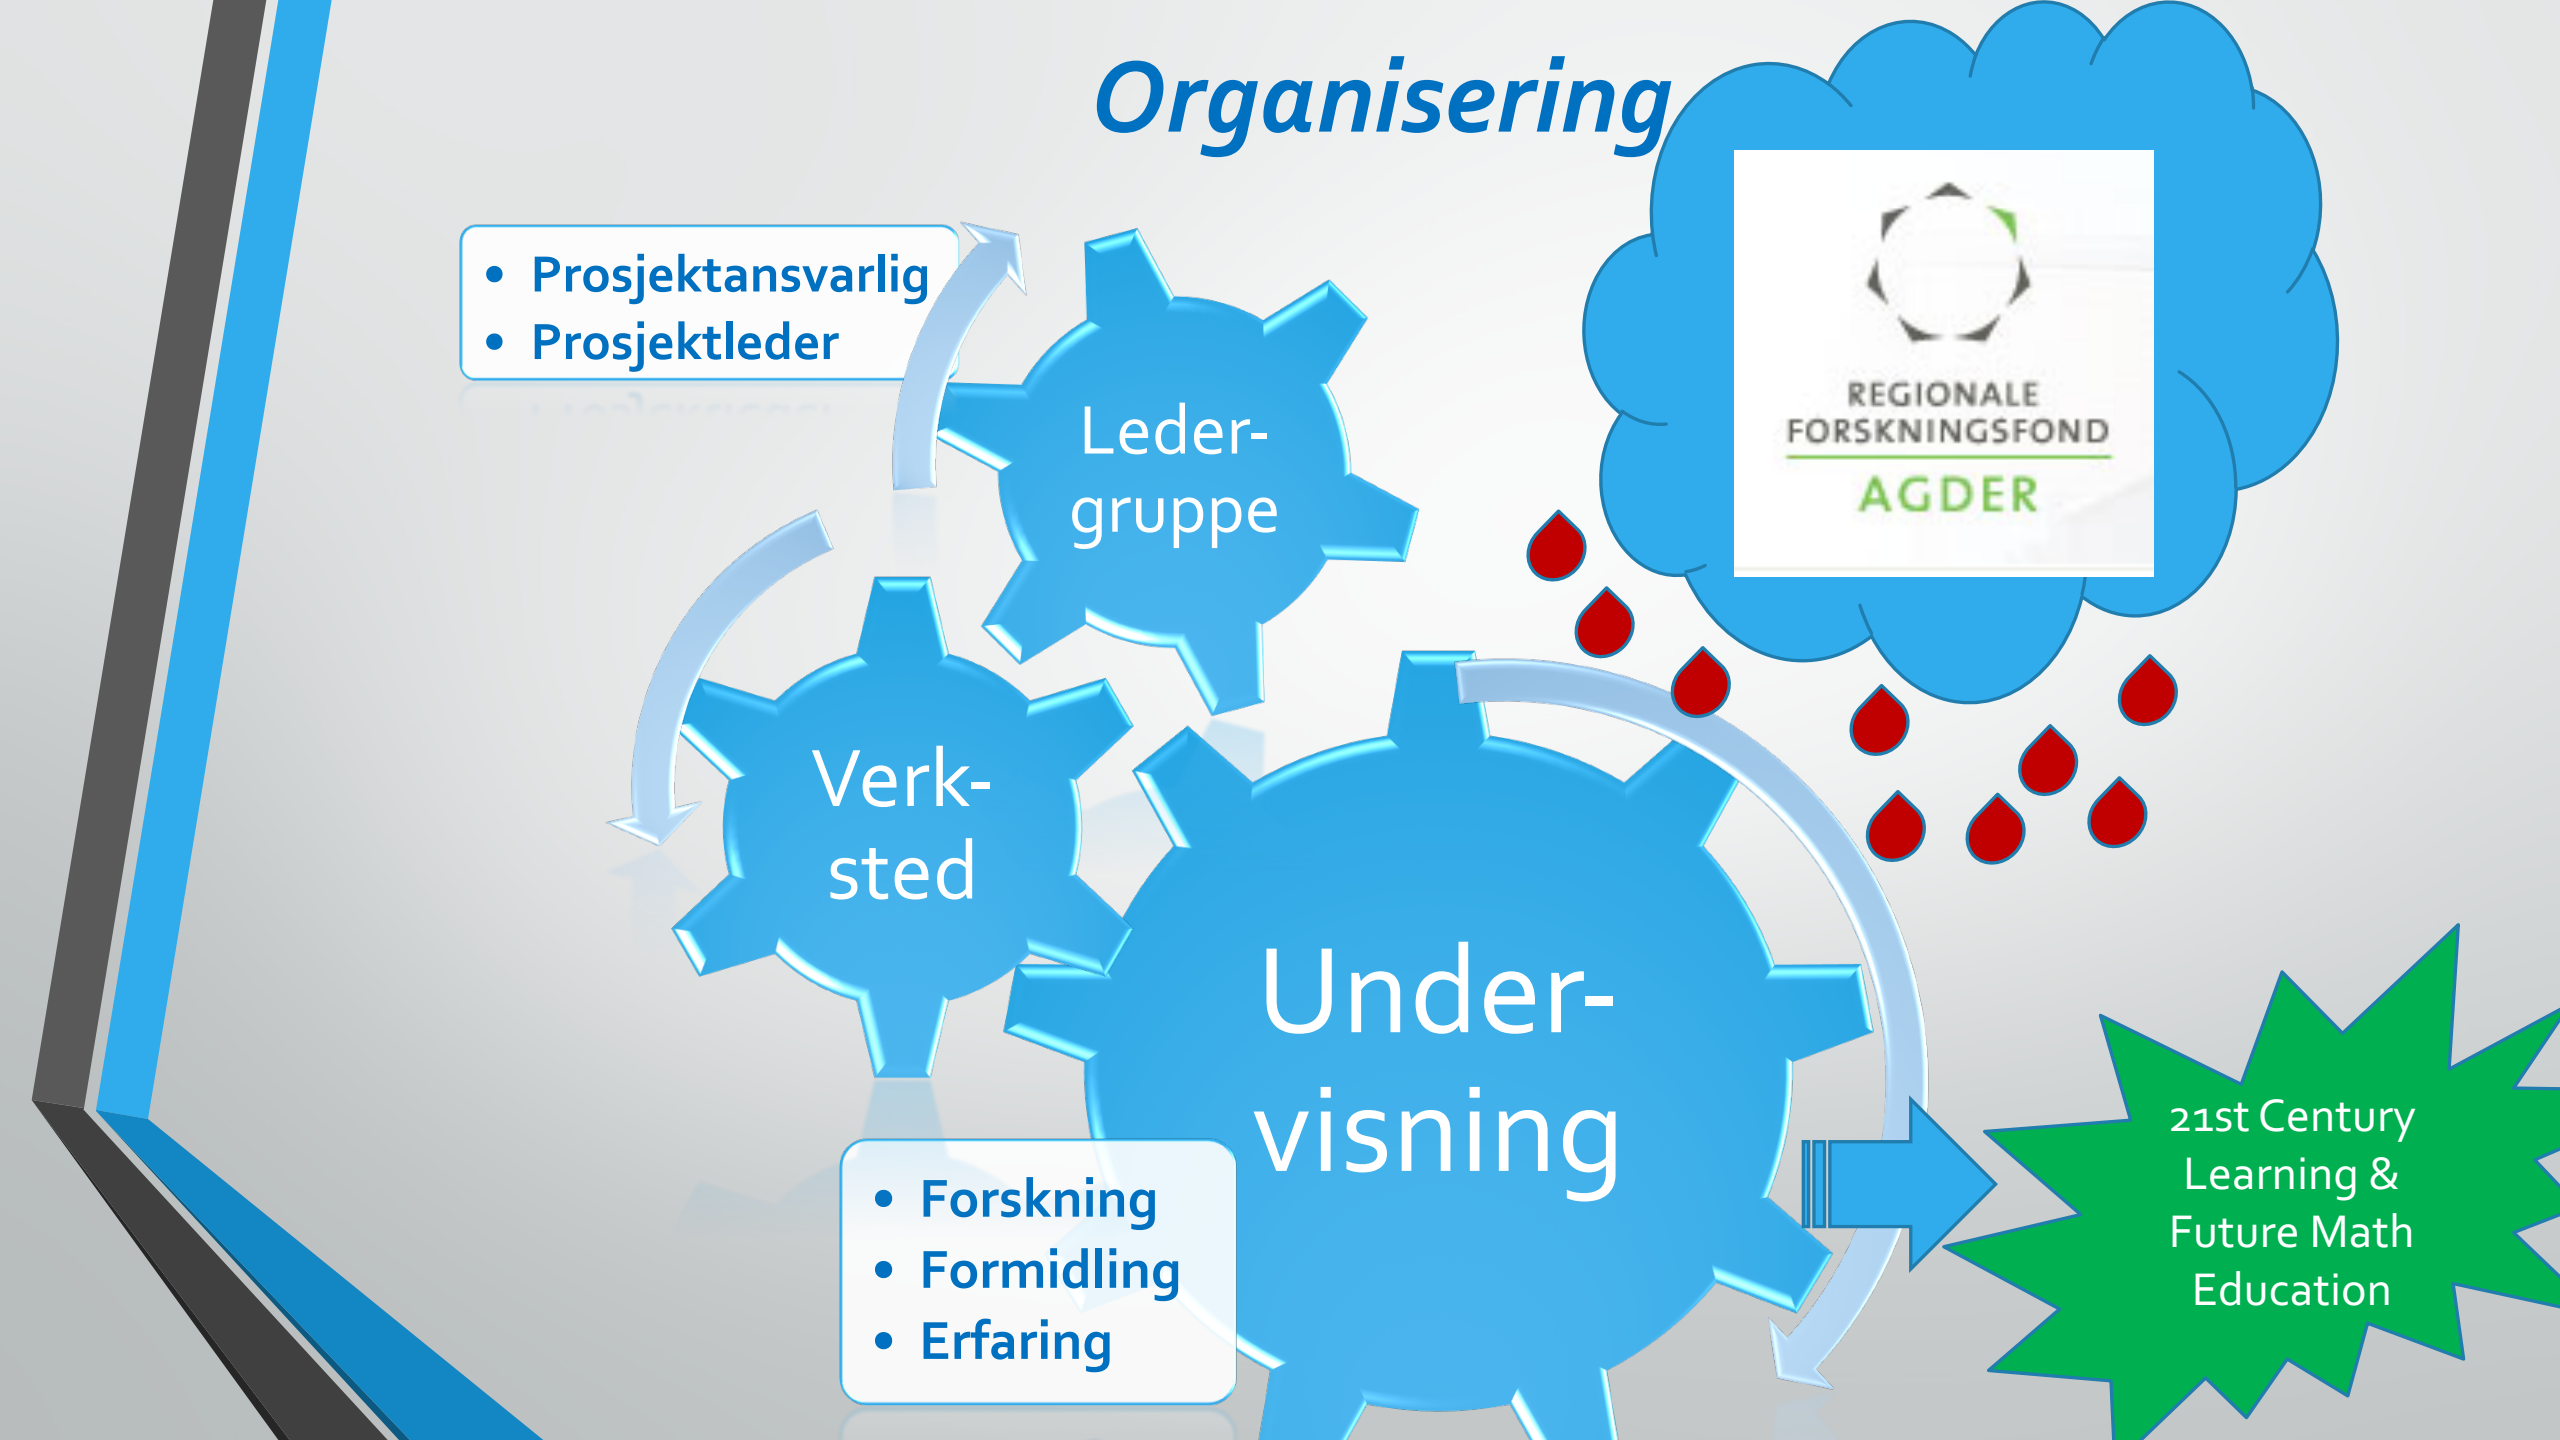 Organisering
• Prosjektansvarlig
• Prosjektleder
Leder-
gruppe
REGIONALE
FORSKNINGSFOND
AGDER
Verk-
sted
Under-
visning
• Forskning
• Formidling
• Erfaring
21st Century
Learning &
Future Math
Education